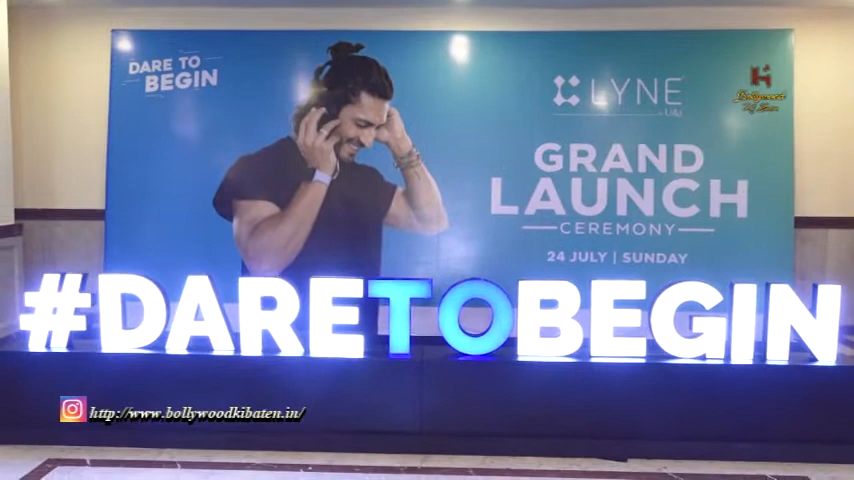 DARE TO
BEGIN
LYNE
GRAND
LAUNCH
CEREMONY
24 JULY | SUNDAY
#DARETOBEGIN
http://www.bollywoodkibaten.in/